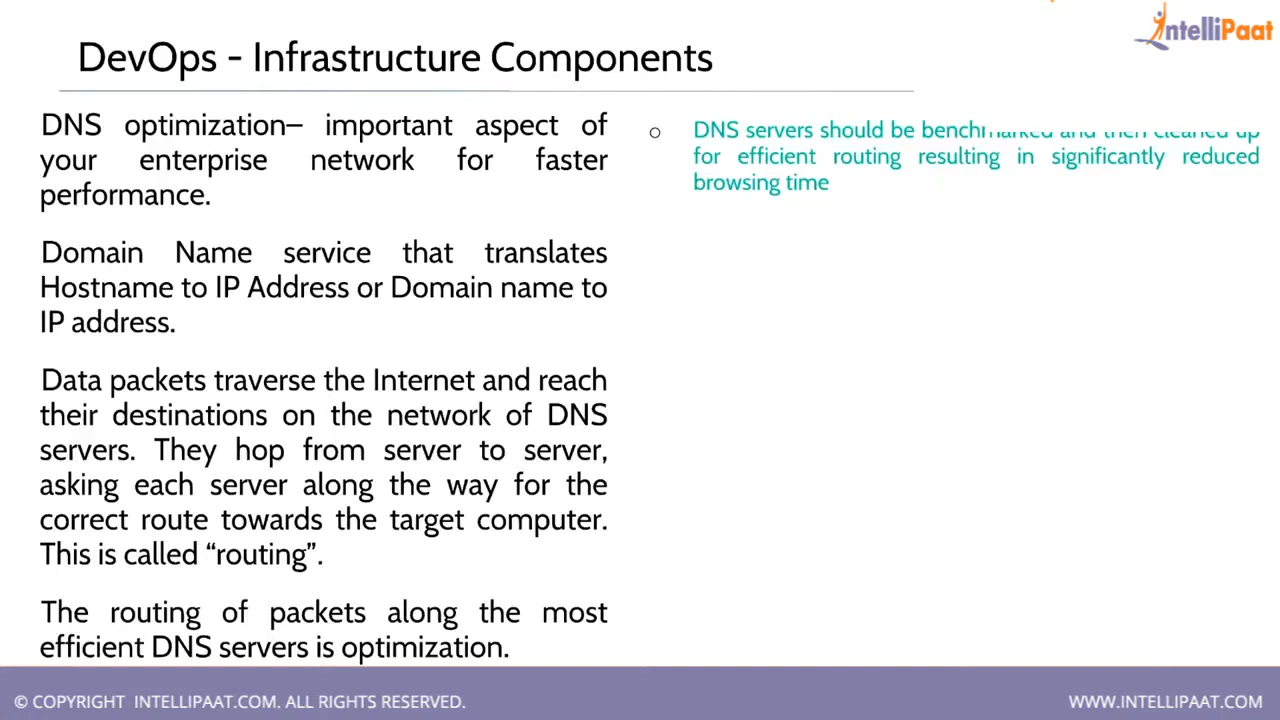 IntelliPaat
DevOps - Infrastructure Components
DNS optimization– important aspect of
your enterprise network for faster
performance.
Domain Name service that translates
Hostname to IP Address or Domain name to
IP address.
Data packets traverse the Internet and reach
their destinations on the network of DNS
servers. They hop from server to server,
asking each server along the way for the
correct route towards the target computer.
This is called “routing”.
The routing of packets along the most
efficient DNS servers is optimization.
DNS servers should be benchmarked and then cleaned up
for efficient routing resulting in significantly reduced
browsing time
© COPYRIGHT INTELLIPAAT.COM. ALL RIGHTS RESERVED.
WWW.INTELLIPAAT.COM